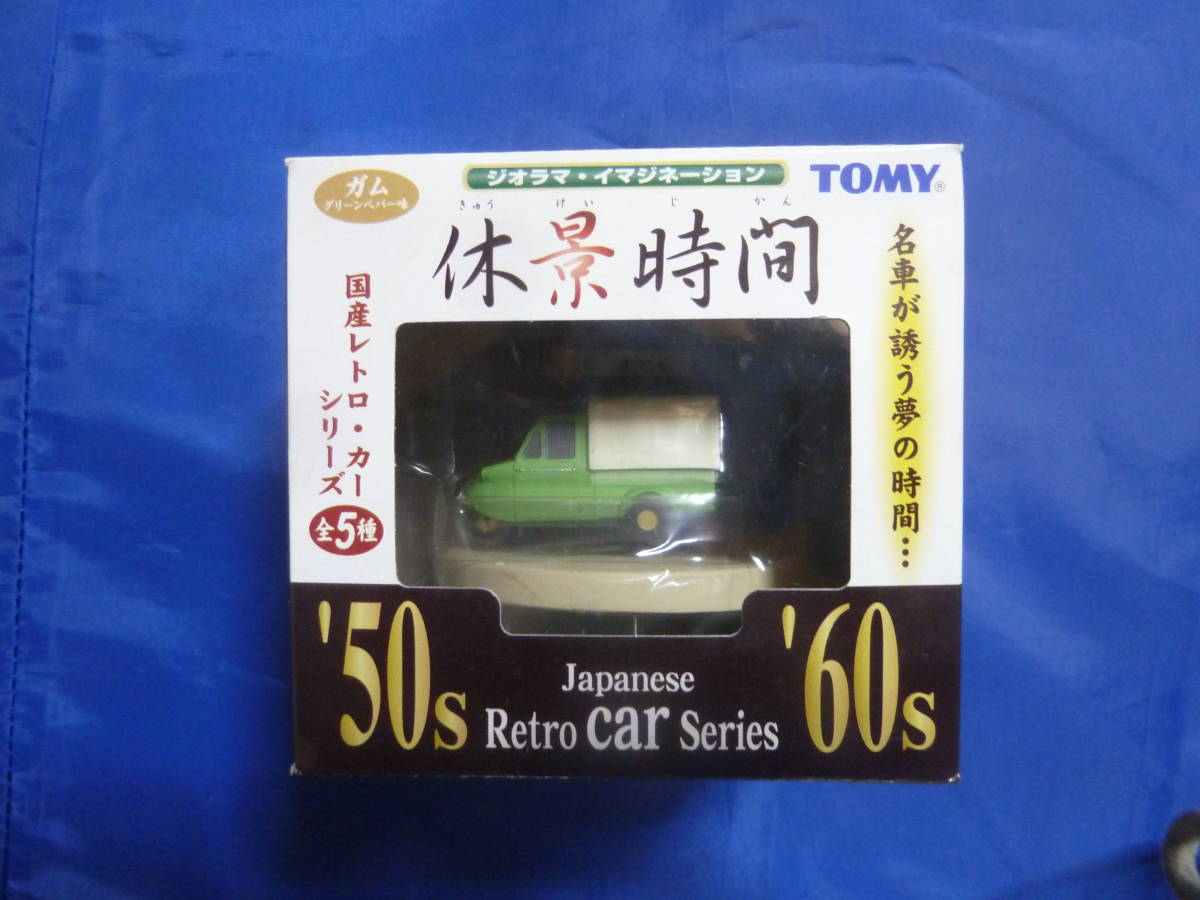 ガム
グリーンペパー味
ジオラマ・イマジネーション
TOMY®
きゅう けい じ かん
休景時間
名車が誘う夢の時間…
国産レトロ・カー
シリーズ
全5種
'50s
'60s
Japanese
Retro car Series